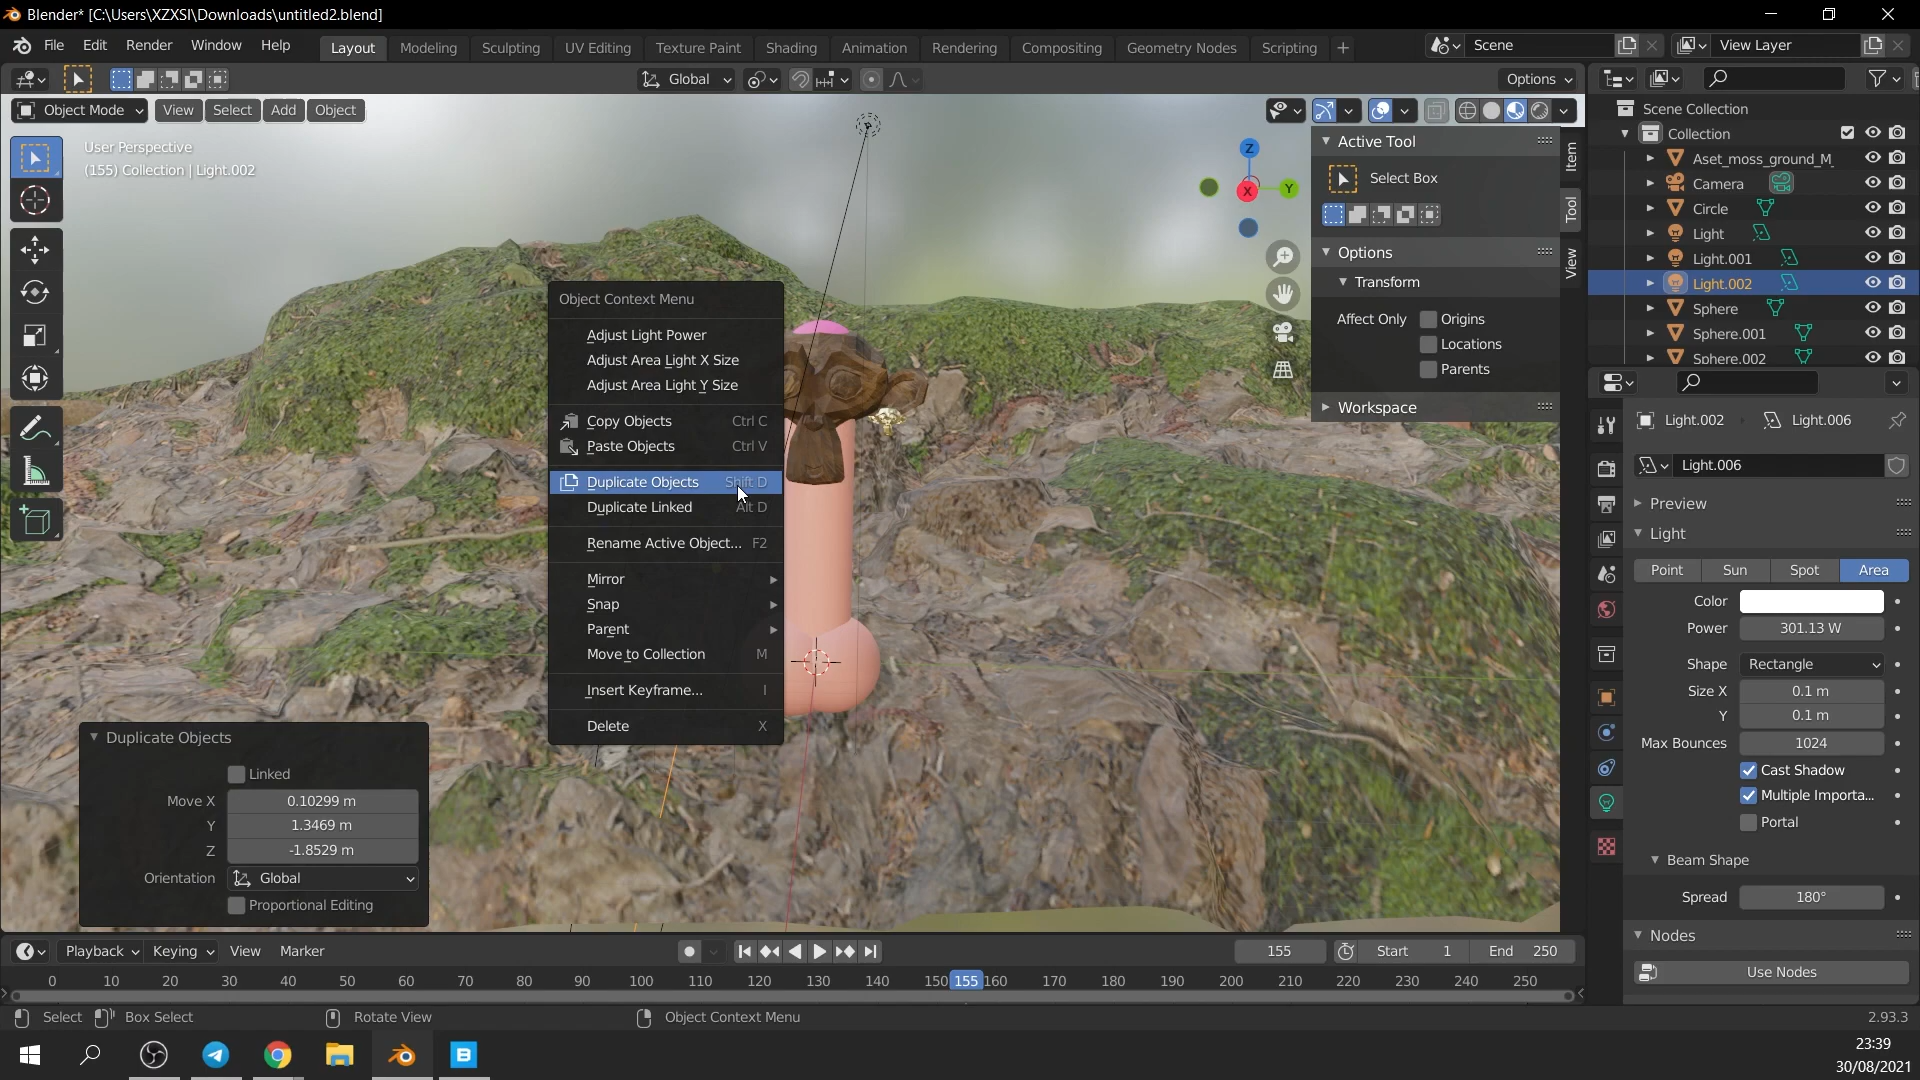 Blender* [C:\Users\XZXSI\Downloads\untitled2.blend]
File Edit Render Window Help Layout Modeling Sculpting UV Editing Texture Paint Shading Animation Rendering Compositing Geometry Nodes Scripting + Scene View Layer
Global Options
Object Mode View Select Add Object
User Perspective
(155) Collection | Light.002
Z
Y
X
Active Tool
Select Box
Options
Transform
Affect Only Origins
Locations
Parents
Workspace
Item
Tool
View
Scene Collection
Collection
Aset_moss_ground_M_
Camera
Circle
Light
Light.001
Light.002
Sphere
Sphere.001
Sphere.002
Object Context Menu
Adjust Light Power
Adjust Area Light X Size
Adjust Area Light Y Size
Copy Objects Ctrl C
Paste Objects Ctrl V
Duplicate Objects Shift D
Duplicate Linked Alt D
Rename Active Object... F2
Mirror
Snap
Parent
Move to Collection M
Insert Keyframe... I
Delete X
Duplicate Objects
Linked
Move X 0.10299 m
Y 1.3469 m
Z -1.8529 m
Orientation Global
Proportional Editing
Light.002 Light.006
Light.006
Preview
Light
Point Sun Spot Area
Color
Power 301.13 W
Shape Rectangle
Size X 0.1 m
Y 0.1 m
Max Bounces 1024
Cast Shadow
Multiple Importa...
Portal
Beam Shape
Spread 180°
Nodes
Use Nodes
Playback Keying View Marker 155 Start 1 End 250
0 10 20 30 40 50 60 70 80 90 100 110 120 130 140 150 155 160 170 180 190 200 210 220 230 240 250
Select Box Select Rotate View Object Context Menu 2.93.3
B
23:39
30/08/2021